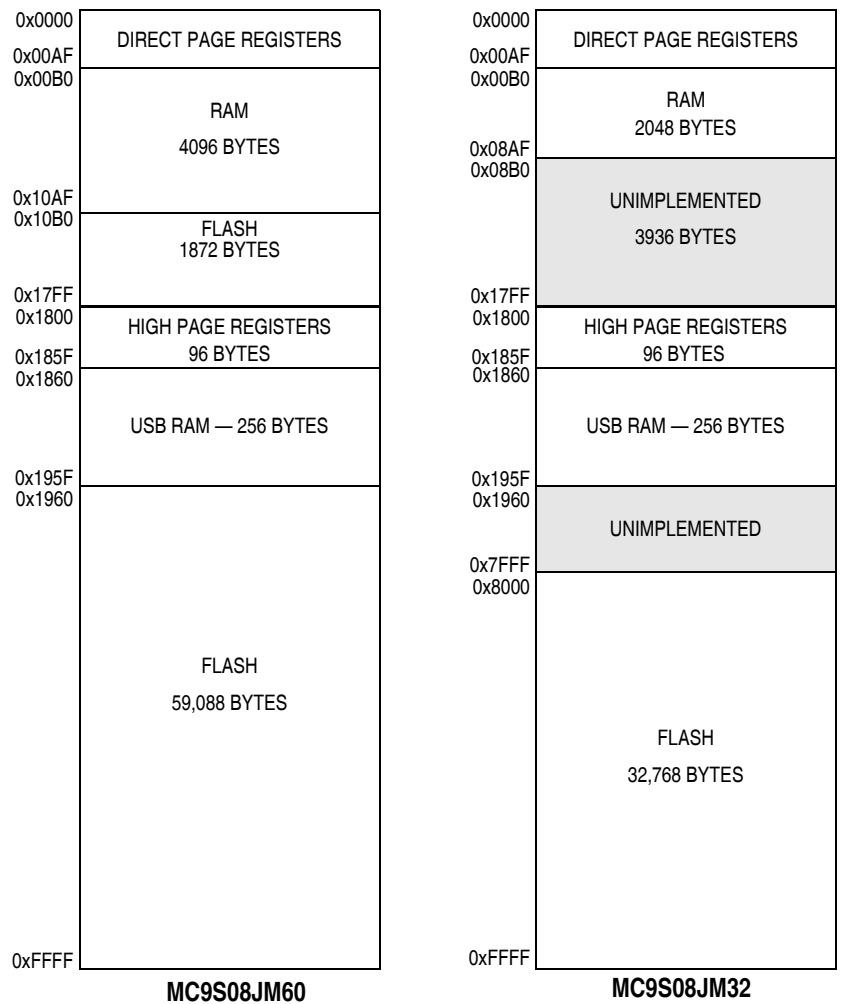 0x0000
DIRECT PAGE REGISTERS
0x00AF
0x00B0
RAM
4096 BYTES
0x10AF
0x10B0
FLASH
1872 BYTES
0x17FF
0x1800
HIGH PAGE REGISTERS
96 BYTES
0x185F
0x1860
USB RAM — 256 BYTES
0x195F
0x1960
FLASH
59,088 BYTES
0xFFFF
MC9S08JM60
0x0000
DIRECT PAGE REGISTERS
0x00AF
0x00B0
RAM
2048 BYTES
0x08AF
0x08B0
UNIMPLEMENTED
3936 BYTES
0x17FF
0x1800
HIGH PAGE REGISTERS
96 BYTES
0x185F
0x1860
USB RAM — 256 BYTES
0x195F
0x1960
UNIMPLEMENTED
0x7FFF
0x8000
FLASH
32,768 BYTES
0xFFFF
MC9S08JM32